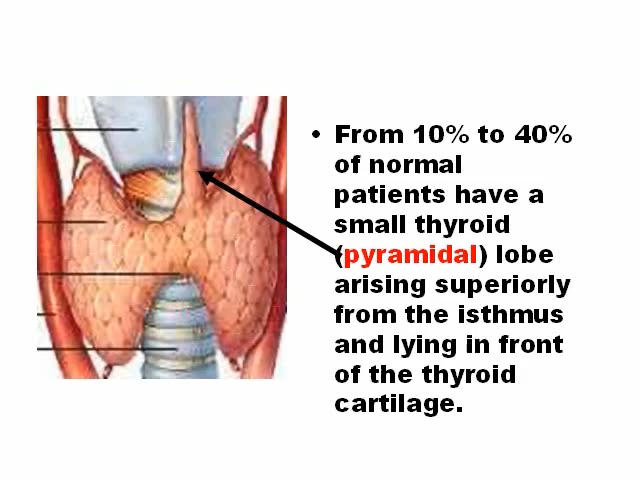 • From 10% to 40%
of normal
patients have a
small thyroid
(pyramidal) lobe
arising superiorly
from the isthmus
and lying in front
of the thyroid
cartilage.